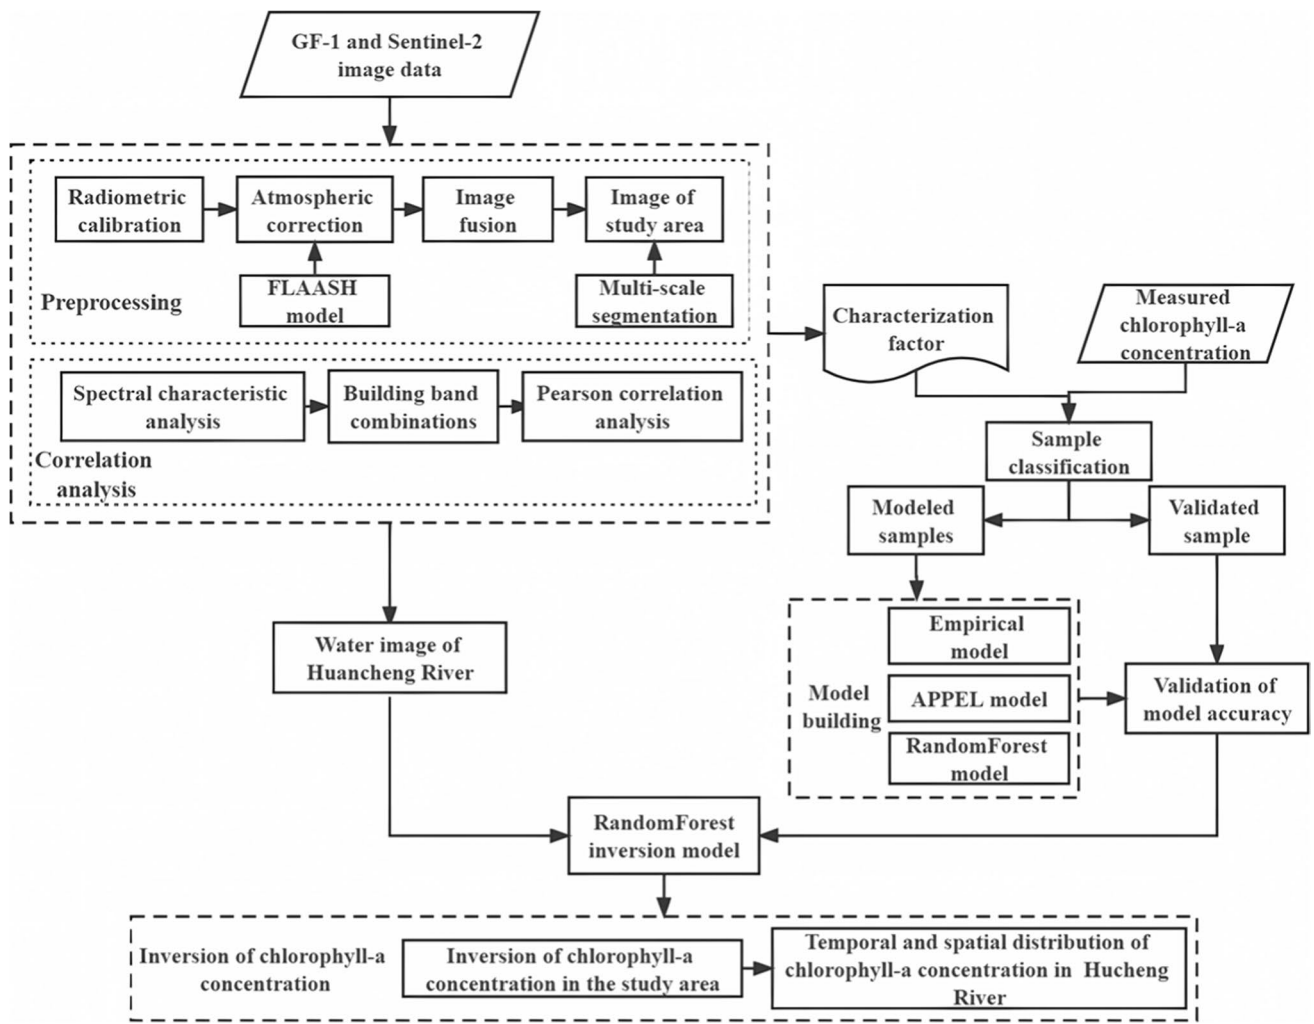 GF-1 and Sentinel-2
image data
Radiometric
calibration
Atmospheric
correction
Image
fusion
Image of
study area
FLAASH
model
Multi-scale
segmentation
Preprocessing
Spectral characteristic
analysis
Building band
combinations
Pearson correlation
analysis
Correlation
analysis
Characterization
factor
Measured
chlorophyll-a
concentration
Sample
classification
Modeled
samples
Validated
sample
Water image of
Huancheng River
Model
building
Empirical
model
APPEL model
RandomForest
model
Validation of
model accuracy
RandomForest
inversion model
Inversion of chlorophyll-a
concentration
Inversion of chlorophyll-a
concentration in the study area
Temporal and spatial distribution of
chlorophyll-a concentration in Hucheng
River